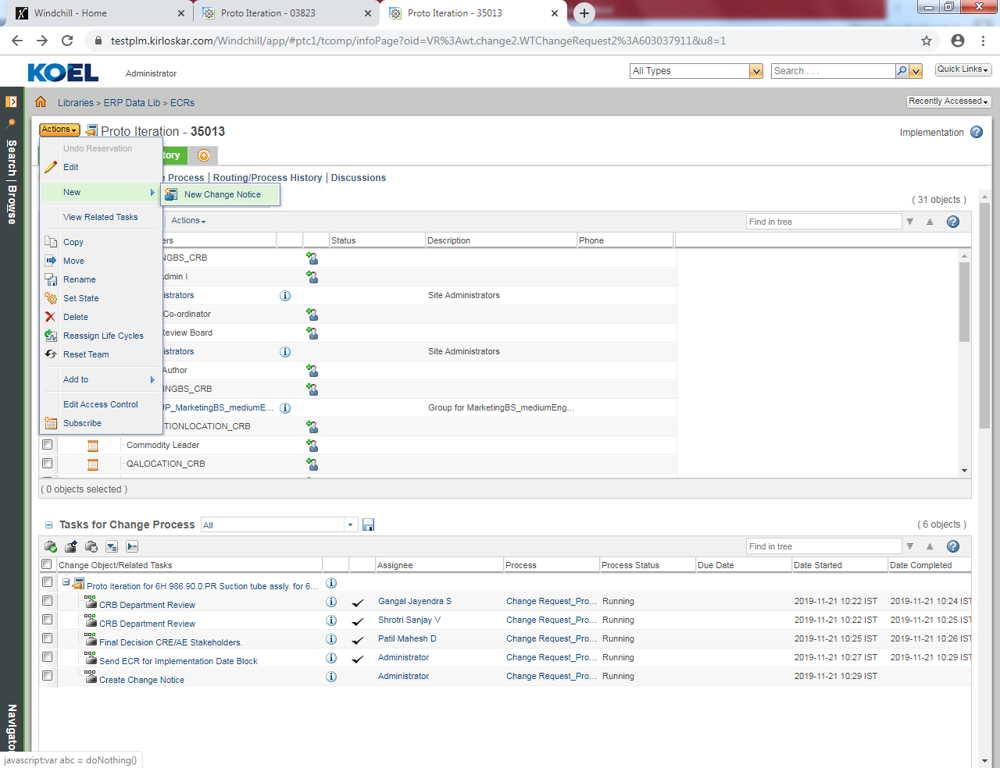 Windchill - Home
Proto Iteration - 03823
Proto Iteration - 35013
testplm.kirloskar.com/Windchill/app/#ptc1/tcomp/infoPage?oid=VR%3Awt.change2.WTChangeRequest2%3A603037911&u8=1
KOEL
Administrator
All Types
Search . . .
Quick Links
Libraries > ERP Data Lib > ECRs
Recently Accessed
Actions
Proto Iteration - 35013
Implementation
Undo Reservation
tory
Edit
Process | Routing/Process History | Discussions
New
New Change Notice
( 31 objects )
View Related Tasks
Actions
Find in tree
Copy
ers
Status
Description
Phone
Move
NGBS_CRB
Rename
dmin I
Set State
istrators
Site Administrators
Delete
Co-ordinator
Reassign Life Cycles
Review Board
Reset Team
istrators
Site Administrators
Author
Add to
INGBS_CRB
Edit Access Control
IP_MarketingBS_mediumE...
Group for MarketingBS_mediumEng...
Subscribe
TIONLOCATION_CRB
Commodity Leader
QALOCATION_CRB
( 0 objects selected )
Tasks for Change Process
All
( 6 objects )
Find in tree
Change Object/Related Tasks
Assignee
Process
Process Status
Due Date
Date Started
Date Completed
Proto Iteration for 6H.986.90.0.PR Suction tube assly. for 6...
CRB Department Review
Gangal Jayendra S
Change Request_Pro...
Running
2019-11-21 10:22 IST
2019-11-21 10:24 IST
CRB Department Review
Shrotri Sanjay V
Change Request_Pro...
Running
2019-11-21 10:22 IST
2019-11-21 10:25 IST
Final Decision CRE/AE Stakeholders.
Patil Mahesh D
Change Request_Pro...
Running
2019-11-21 10:25 IST
2019-11-21 10:26 IST
Send ECR for Implementation Date Block
Administrator
Change Request_Pro...
Running
2019-11-21 10:27 IST
2019-11-21 10:29 IST
Create Change Notice
Administrator
Change Request_Pro...
Running
2019-11-21 10:29 IST
Search | Browse
Navigato
javascript:var abc = doNothing()